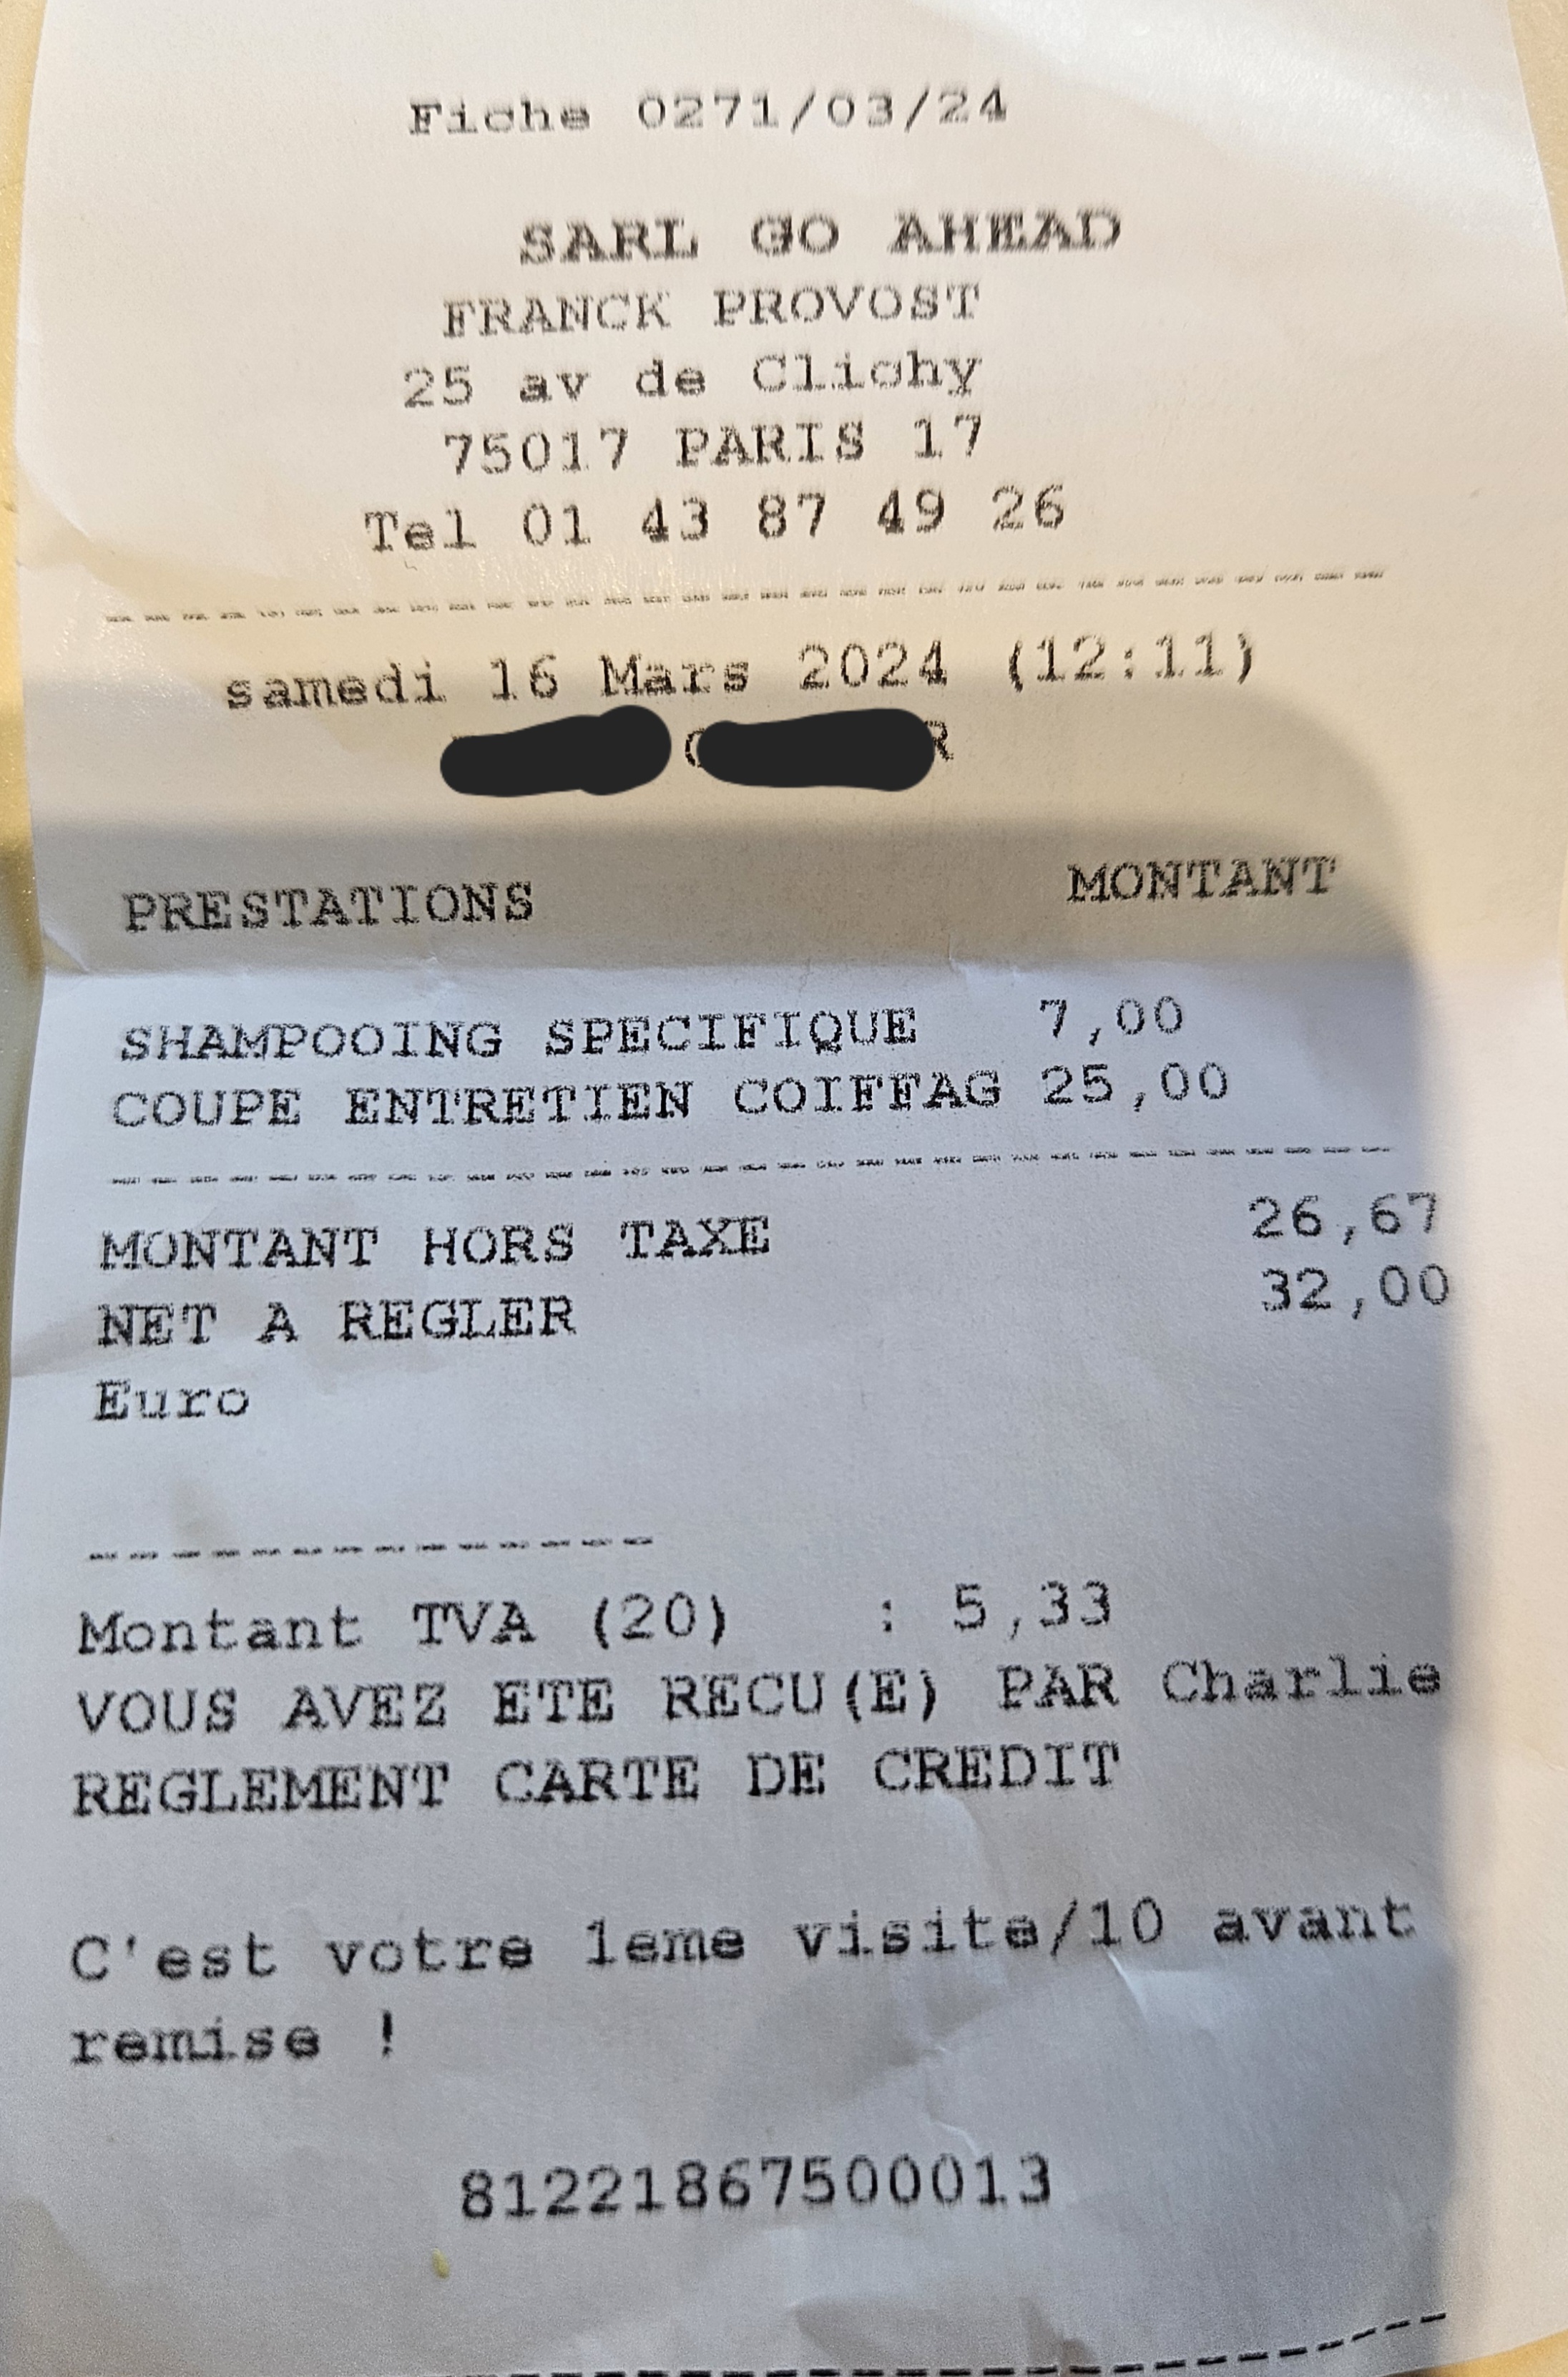 Fiche 0271/03/24
SARL GO AHEAD
FRANCK PROVOST
25 av de Clichy
75017 PARIS 17
Tel 01 43 87 49 26
samedi 16 Mars 2024 (12:11)
PRESTATIONS MONTANT
SHAMPOOING SPECIFIQUE 7,00
COUPE ENTRETIEN COIFFAG 25,00
MONTANT HORS TAXE 26,67
NET A REGLER 32,00
Euro
Montant TVA (20) : 5,33
VOUS AVEZ ETE RECU(E) PAR Charlie
REGLEMENT CARTE DE CREDIT
C'est votre 1eme visite/10 avant
remise !
81221867500013